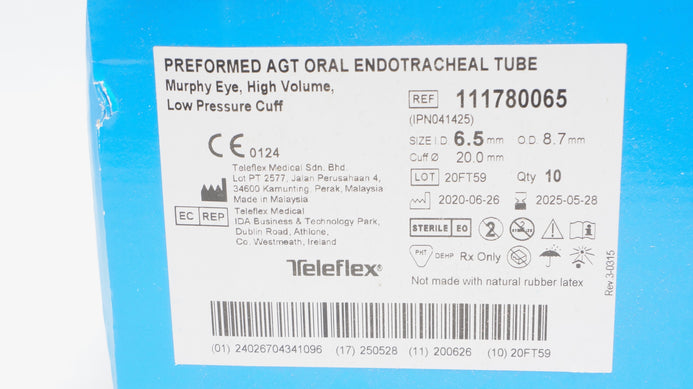 PREFORMED AGT ORAL ENDOTRACHEAL TUBE
Murphy Eye, High Volume,
Low Pressure Cuff
REF 111780065
(IPN041425)
SIZE I.D. 6.5 mm O.D. 8.7 mm
Cuff Ø 20.0 mm
LOT 20FT59 Qty 10
2020-06-26 2025-05-28
STERILE EO 2 STERILIZE
PHT DEHP Rx Only
Not made with natural rubber latex
CE 0124
Teleflex Medical Sdn. Bhd.
Lot PT 2577, Jalan Perusahaan 4,
34600 Kamunting. Perak, Malaysia
Made in Malaysia
EC REP Teleflex Medical
IDA Business & Technology Park,
Dublin Road, Athlone,
Co. Westmeath, Ireland
Teleflex®
Rev.3-0315
(01) 24026704341096 (17) 250528 (11) 200626 (10) 20FT59